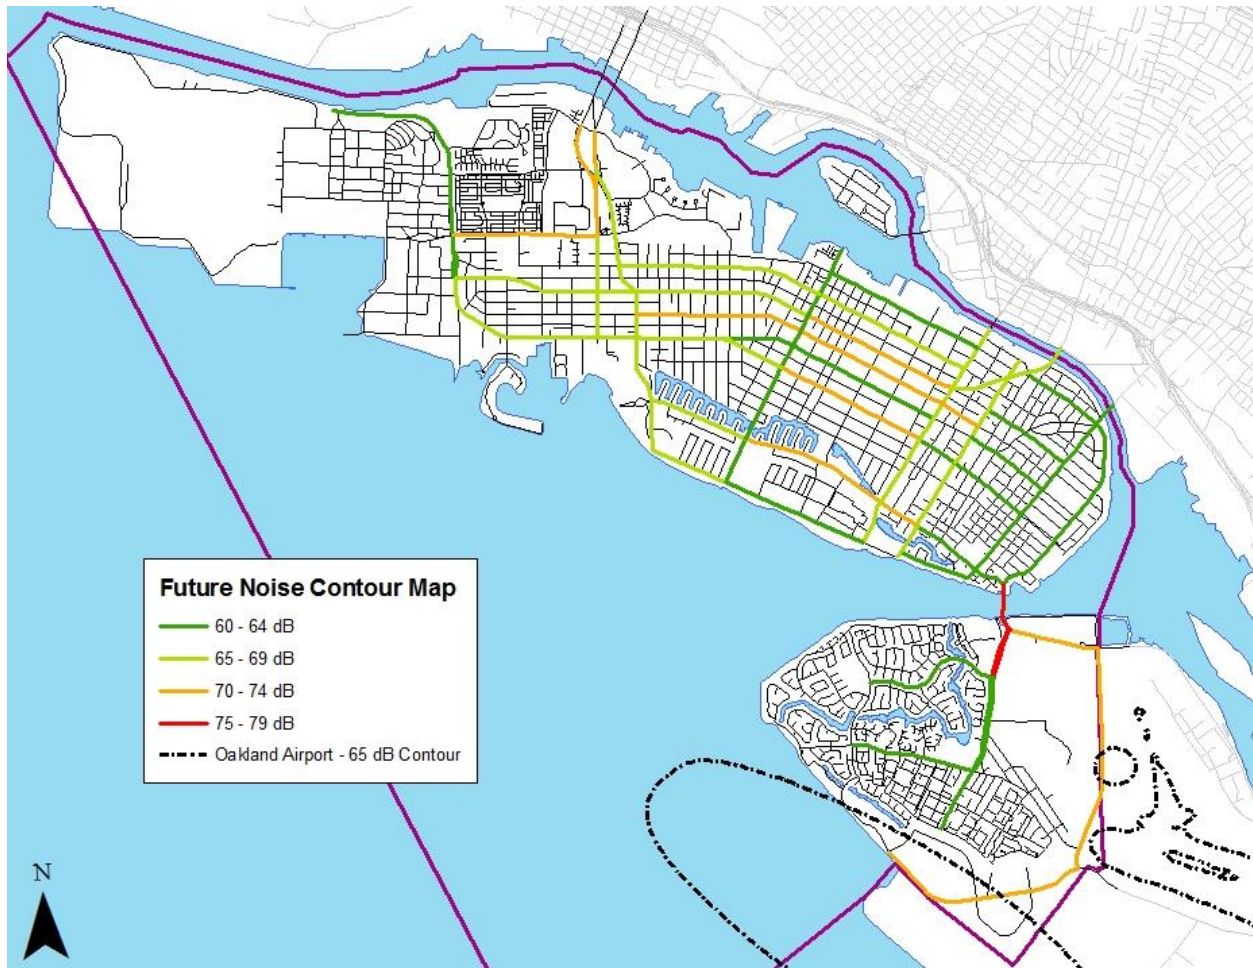 Future Noise Contour Map
60 - 64 dB
65 - 69 dB
70 - 74 dB
75 - 79 dB
Oakland Airport - 65 dB Contour
N